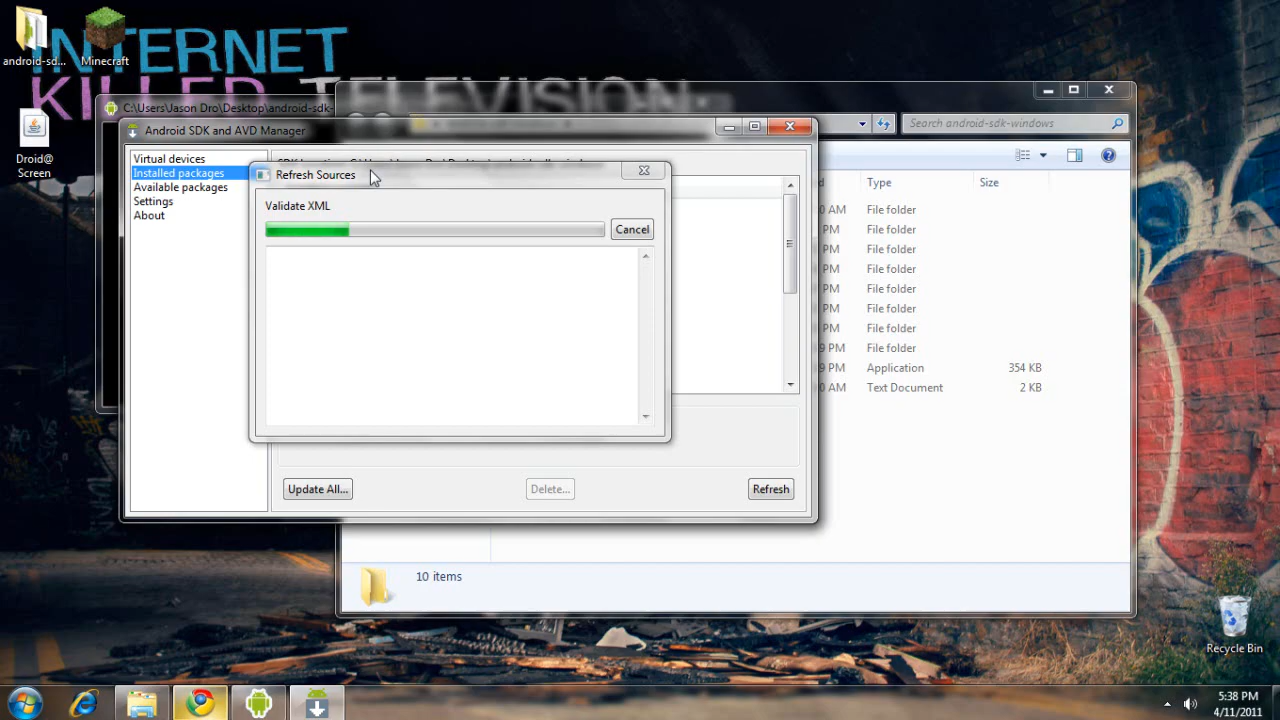 INTERNET
KILLED TELEVISION
android-sd...
Minecraft
Droid@
Screen
C:\Users\Jason Dro\Desktop\android-sdk-
Search android-sdk-windows
Android SDK and AVD Manager
Virtual devices
Installed packages
Available packages
Settings
About
Refresh Sources
Validate XML
Cancel
Update All...
Delete...
Refresh
Type
Size
0 AM File folder
PM File folder
PM File folder
PM File folder
PM File folder
PM File folder
PM File folder
9 PM File folder
9 PM Application 354 KB
0 AM Text Document 2 KB
10 items
Recycle Bin
5:38 PM
4/11/2011